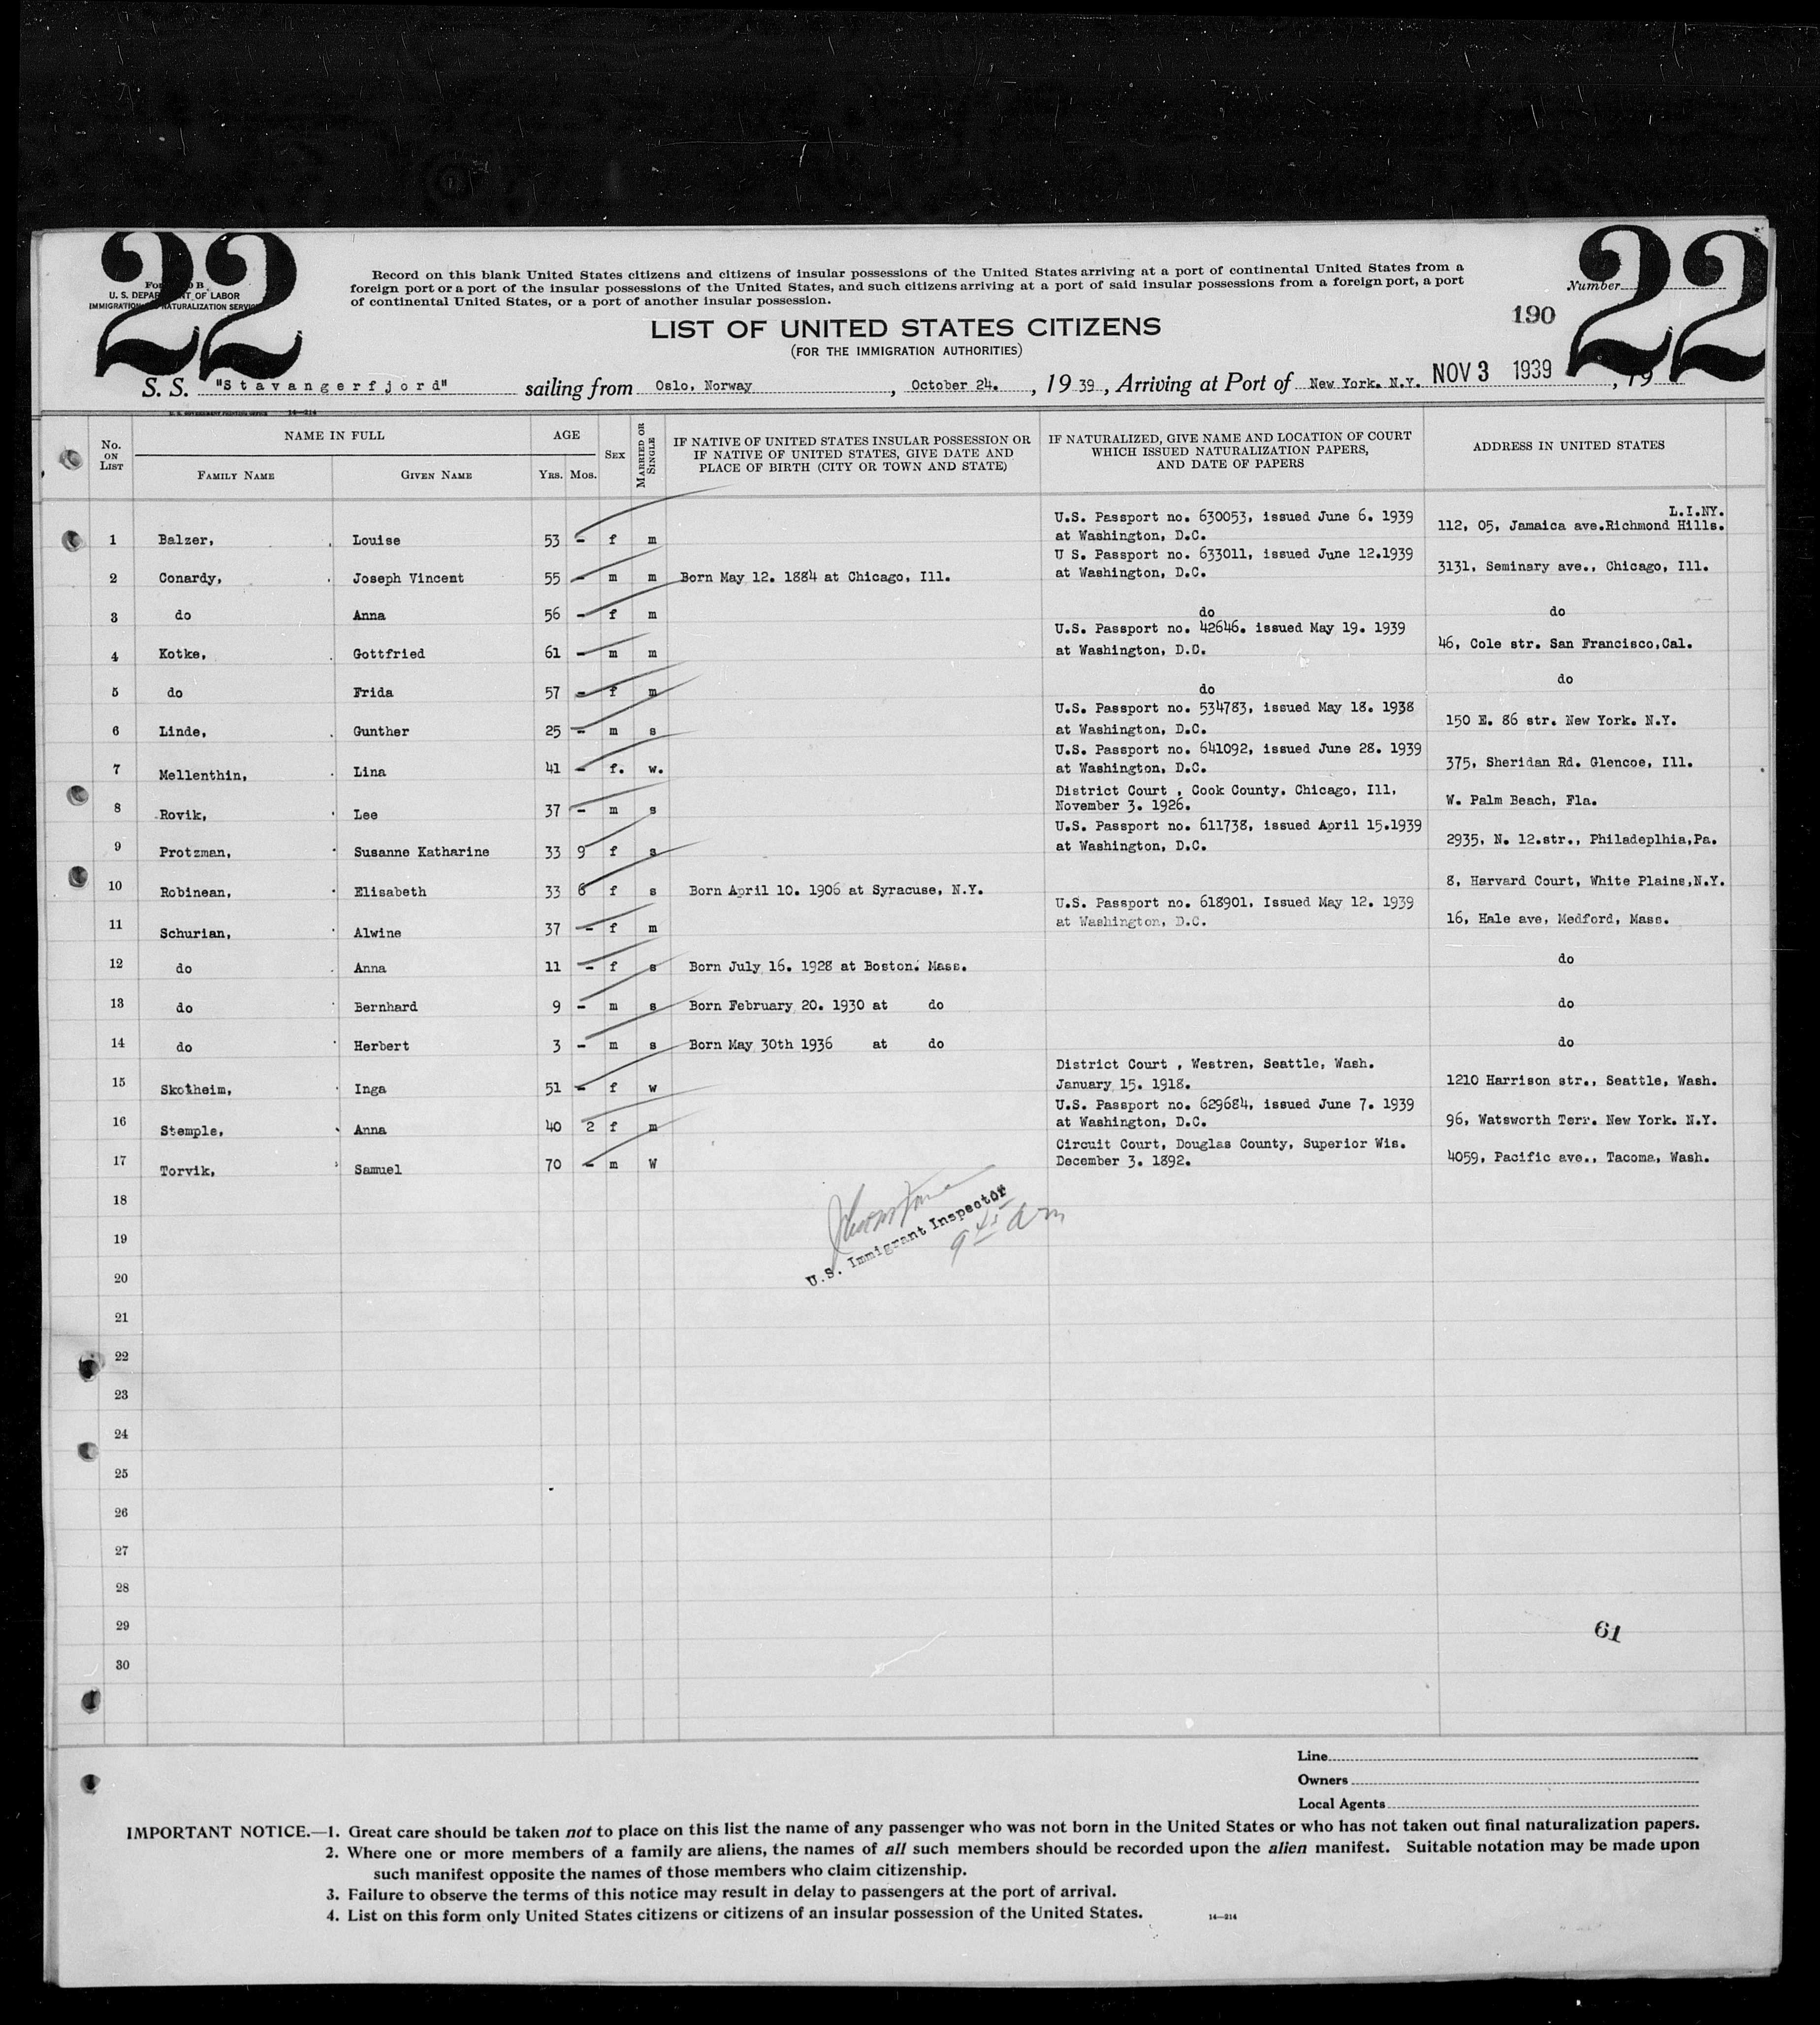 22
22
Form 630 B
U. S. DEPARTMENT OF LABOR
IMMIGRATION AND NATURALIZATION SERVICE
Record on this blank United States citizens and citizens of insular possessions of the United States arriving at a port of continental United States from a
foreign port or a port of the insular possessions of the United States, and such citizens arriving at a port of said insular possessions from a foreign port, a port
of continental United States, or a port of another insular possession.
Number
190
LIST OF UNITED STATES CITIZENS
(FOR THE IMMIGRATION AUTHORITIES)
S. S. "Stavangerfjord" sailing from Oslo, Norway, October 24., 1939, Arriving at Port of New York. N.Y. NOV 3 1939, 19
U. S. GOVERNMENT PRINTING OFFICE 14—214
No. ON LIST
NAME IN FULL
FAMILY NAME
GIVEN NAME
AGE
YRS. MOS.
SEX
MARRIED OR SINGLE
IF NATIVE OF UNITED STATES INSULAR POSSESSION OR
IF NATIVE OF UNITED STATES, GIVE DATE AND
PLACE OF BIRTH (CITY OR TOWN AND STATE)
IF NATURALIZED, GIVE NAME AND LOCATION OF COURT
WHICH ISSUED NATURALIZATION PAPERS,
AND DATE OF PAPERS
ADDRESS IN UNITED STATES
1 Balzer, Louise 53 - f m U.S. Passport no. 630053, issued June 6. 1939 at Washington, D.C. 112, 05, Jamaica ave.Richmond Hills. L.I.NY.
2 Conardy, Joseph Vincent 55 - m m Born May 12. 1884 at Chicago, Ill. U S. Passport no. 633011, issued June 12.1939 at Washington, D.C. 3131, Seminary ave., Chicago, Ill.
3 do Anna 56 - f m do do
4 Kotke, Gottfried 61 - m m U.S. Passport no. 42646. issued May 19. 1939 at Washington, D.C. 46, Cole str. San Francisco,Cal.
5 do Frida 57 - f m do do
6 Linde, Gunther 25 - m s U.S. Passport no. 534783, issued May 18. 1938 at Washington, D.C. 150 E. 86 str. New York. N.Y.
7 Mellenthin, Lina 41 - f. w. U.S. Passport no. 641092, issued June 28. 1939 at Washington, D.C. 375, Sheridan Rd. Glencoe, Ill.
8 Rovik, Lee 37 - m s District Court , Cook County. Chicago, Ill, November 3. 1926. W. Palm Beach, Fla.
9 Protzman, Susanne Katharine 33 9 f s U.S. Passport no. 611738, issued April 15.1939 at Washington, D.C. 2935, N. 12.str., Philadeplhia,Pa.
10 Robinean, Elisabeth 33 6 f s Born April 10. 1906 at Syracuse, N.Y. 8, Harvard Court, White Plains,N.Y.
11 Schurian, Alwine 37 - f m U.S. Passport no. 618901, Issued May 12. 1939 at Washington, D.C. 16, Hale ave, Medford, Mass.
12 do Anna 11 - f s Born July 16. 1928 at Boston. Mass. do
13 do Bernhard 9 - m s Born February 20. 1930 at do do
14 do Herbert 3 - m s Born May 30th 1936 at do do
15 Skotheim, Inga 51 - f w District Court , Westren, Seattle, Wash. January 15. 1918. 1210 Harrison str., Seattle, Wash.
16 Stemple, Anna 40 2 f m U.S. Passport no. 629684, issued June 7. 1939 at Washington, D.C. 96, Watsworth Terr. New York. N.Y.
17 Torvik, Samuel 70 - m W Circuit Court, Douglas County, Superior Wis. December 3. 1892. 4059, Pacific ave., Tacoma, Wash.
18
U.S. Immigrant Inspector
9 45 am
19
20
21
22
23
24
25
26
27
28
29
61
30
Line
Owners
Local Agents
IMPORTANT NOTICE.—1. Great care should be taken not to place on this list the name of any passenger who was not born in the United States or who has not taken out final naturalization papers.
2. Where one or more members of a family are aliens, the names of all such members should be recorded upon the alien manifest. Suitable notation may be made upon
such manifest opposite the names of those members who claim citizenship.
3. Failure to observe the terms of this notice may result in delay to passengers at the port of arrival.
4. List on this form only United States citizens or citizens of an insular possession of the United States. 14—214